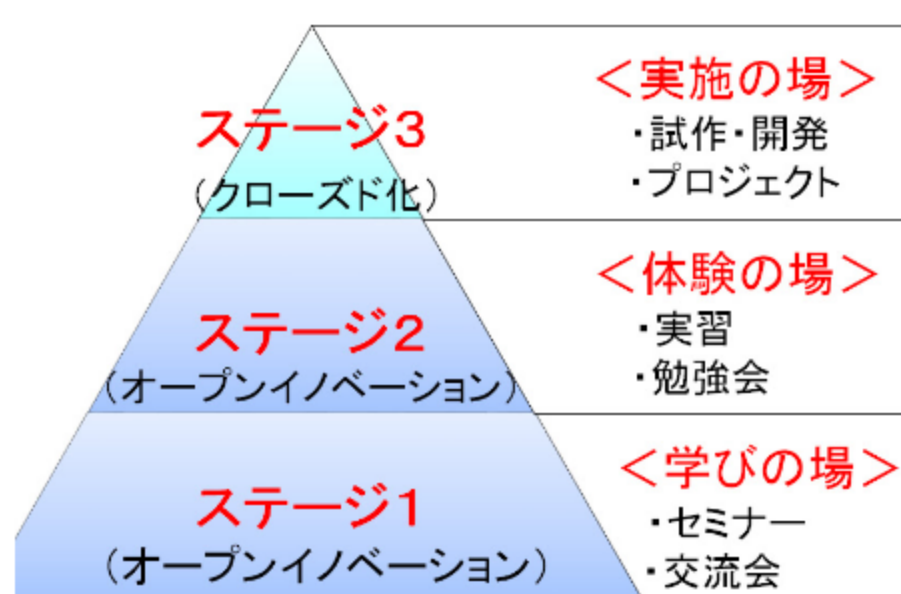 ステージ3
(クローズド化)
＜実施の場＞
・試作・開発
・プロジェクト
ステージ2
(オープンイノベーション)
＜体験の場＞
・実習
・勉強会
ステージ1
(オープンイノベーション)
＜学びの場＞
・セミナー
・交流会